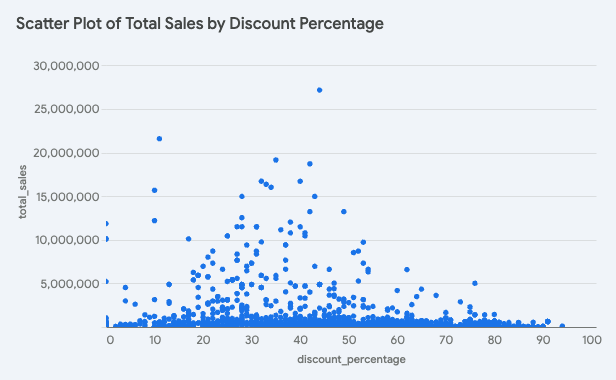 Scatter Plot of Total Sales by Discount Percentage
30,000,000
25,000,000
20,000,000
15,000,000
10,000,000
5,000,000
total_sales
0 10 20 30 40 50 60 70 80 90 100
discount_percentage